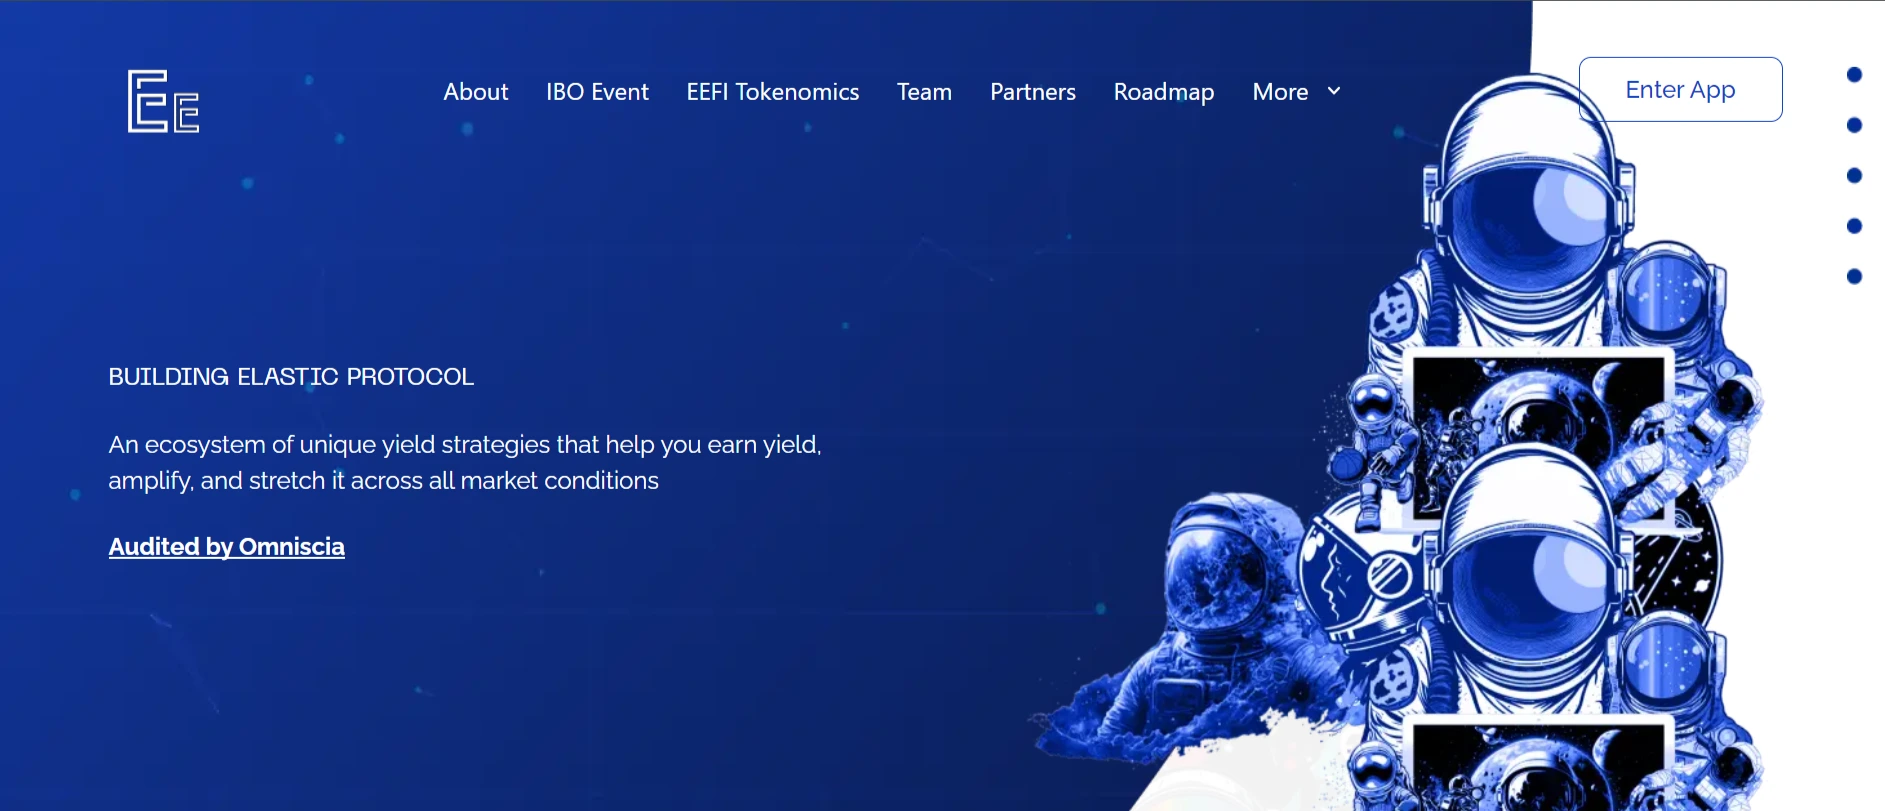 EE
About IBO Event EEFI Tokenomics Team Partners Roadmap More Enter App
BUILDING ELASTIC PROTOCOL
An ecosystem of unique yield strategies that help you earn yield,
amplify, and stretch it across all market conditions
Audited by Omniscia